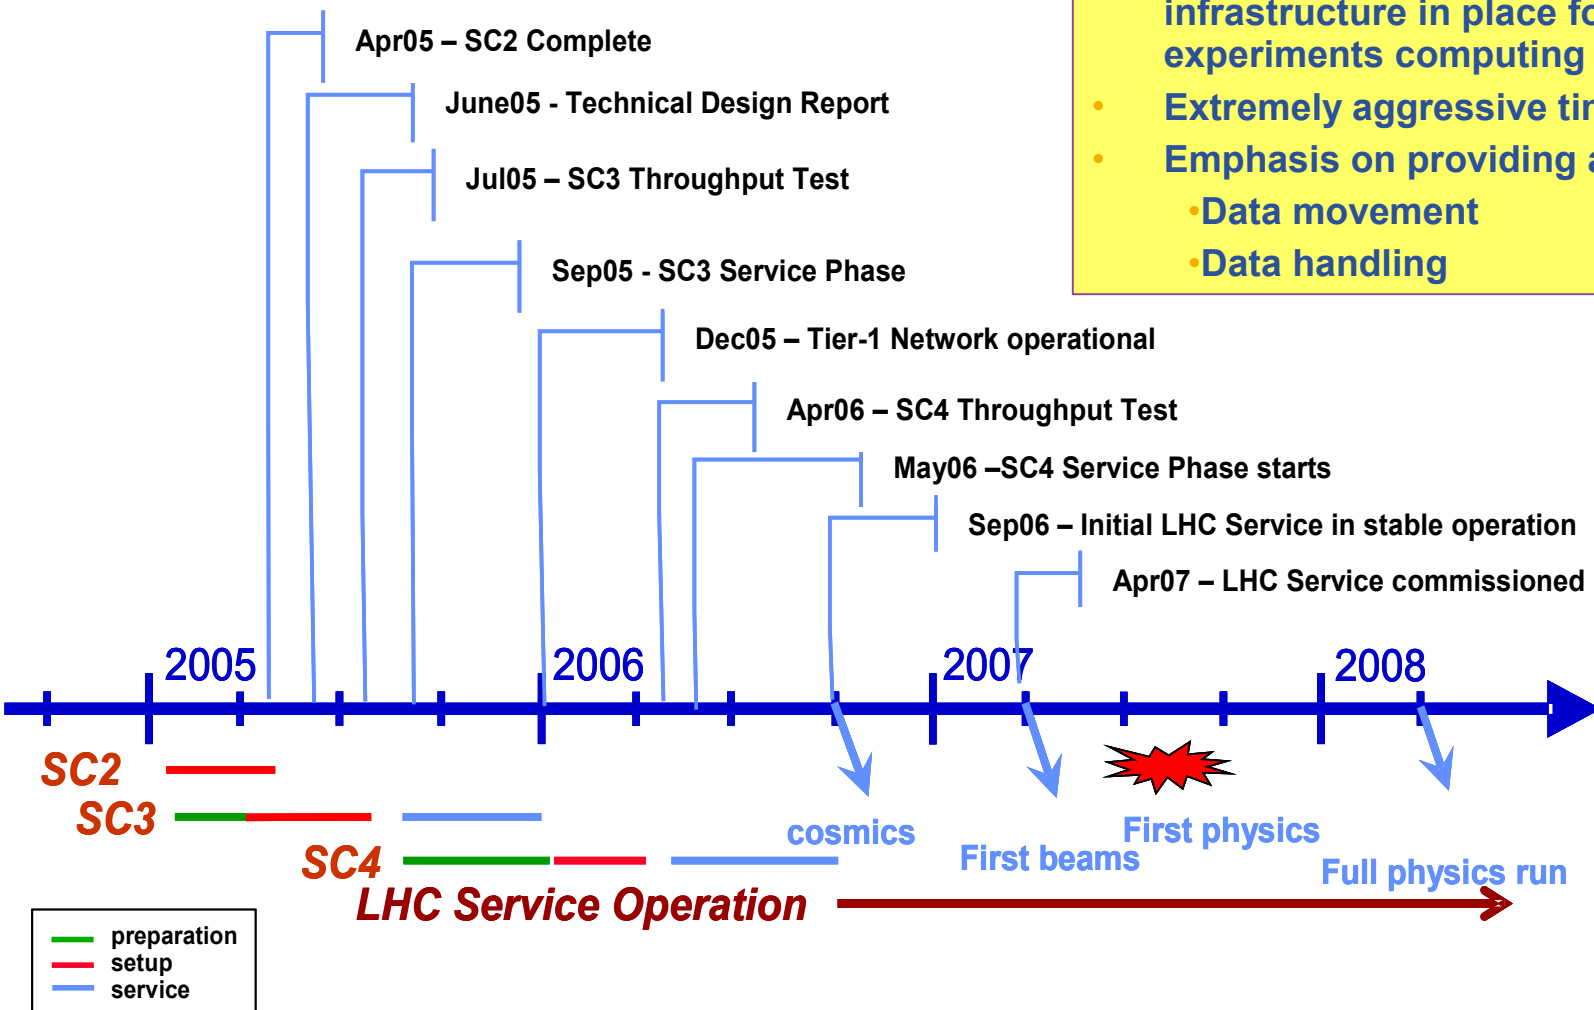 infrastructure in place
experiments computing
• Extremely aggressive
• Emphasis on providing
•Data movement
•Data handling
Apr05 – SC2 Complete
June05 - Technical Design Report
Jul05 – SC3 Throughput Test
Sep05 - SC3 Service Phase
Dec05 – Tier-1 Network operational
Apr06 – SC4 Throughput Test
May06 –SC4 Service Phase starts
Sep06 – Initial LHC Service in stable operation
Apr07 – LHC Service commissioned
2005
2006
2007
2008
SC2
SC3
SC4
LHC Service Operation
cosmics
First beams
First physics
Full physics run
preparation
setup
service